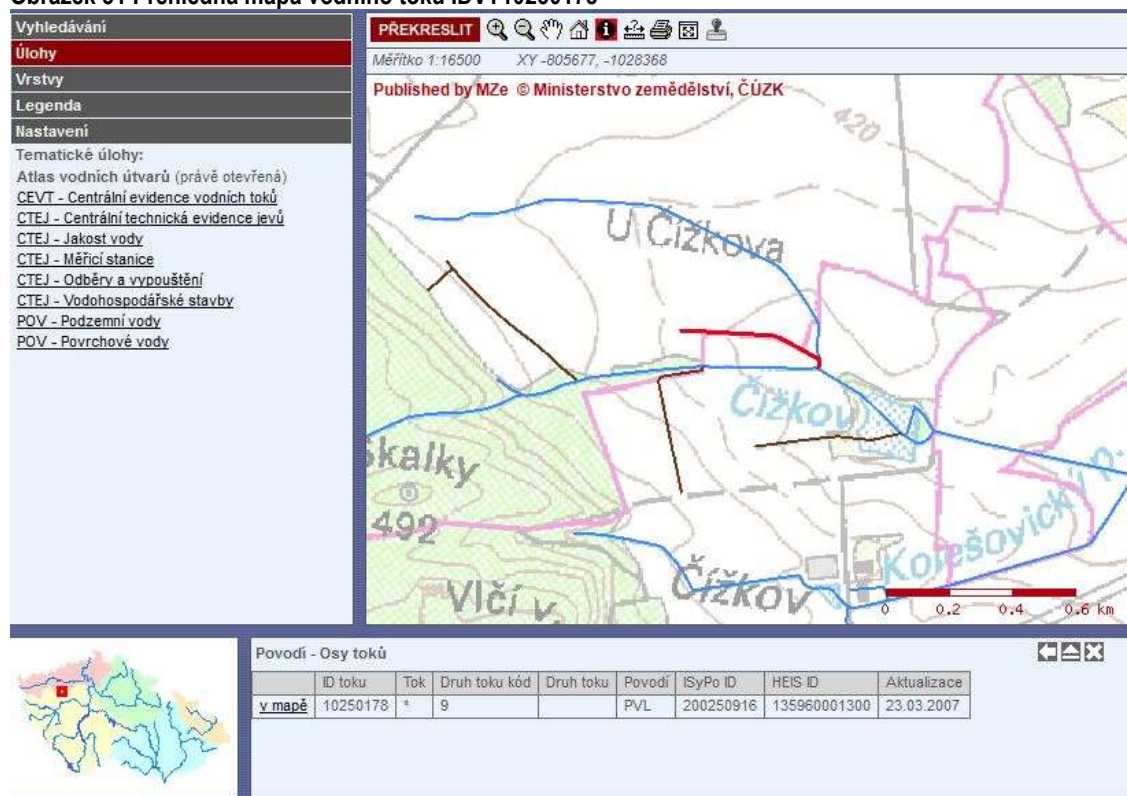 Vyhledávání
Úlohy
Vrstvy
Legenda
Nastavení
Tematické úlohy:
Atlas vodních útvarů (právě otevřená)
CEVT - Centrální evidence vodních toků
CTEJ - Centrální technická evidence jevů
CTEJ - Jakost vody
CTEJ - Měřicí stanice
CTEJ - Odběry a vypouštění
CTEJ - Vodohospodářské stavby
POV - Podzemní vody
POV - Povrchové vody
PŘEKRESLIT
Měřítko 1:16500 XY -805677, -1028368
Published by MZe © Ministerstvo zemědělství, ČÚZK
420
U Čížkova
Čížkov
Skalky
492
Korešovický
Čížkov
Vlčí v.
0 0.2 0.4 0.6 km
Povodí - Osy toků
ID toku Tok Druh toku kód Druh toku Povodí ISyPo ID HEIS ID Aktualizace
v mapě 10250178 * 9 PVL 200250916 135960001300 23.03.2007